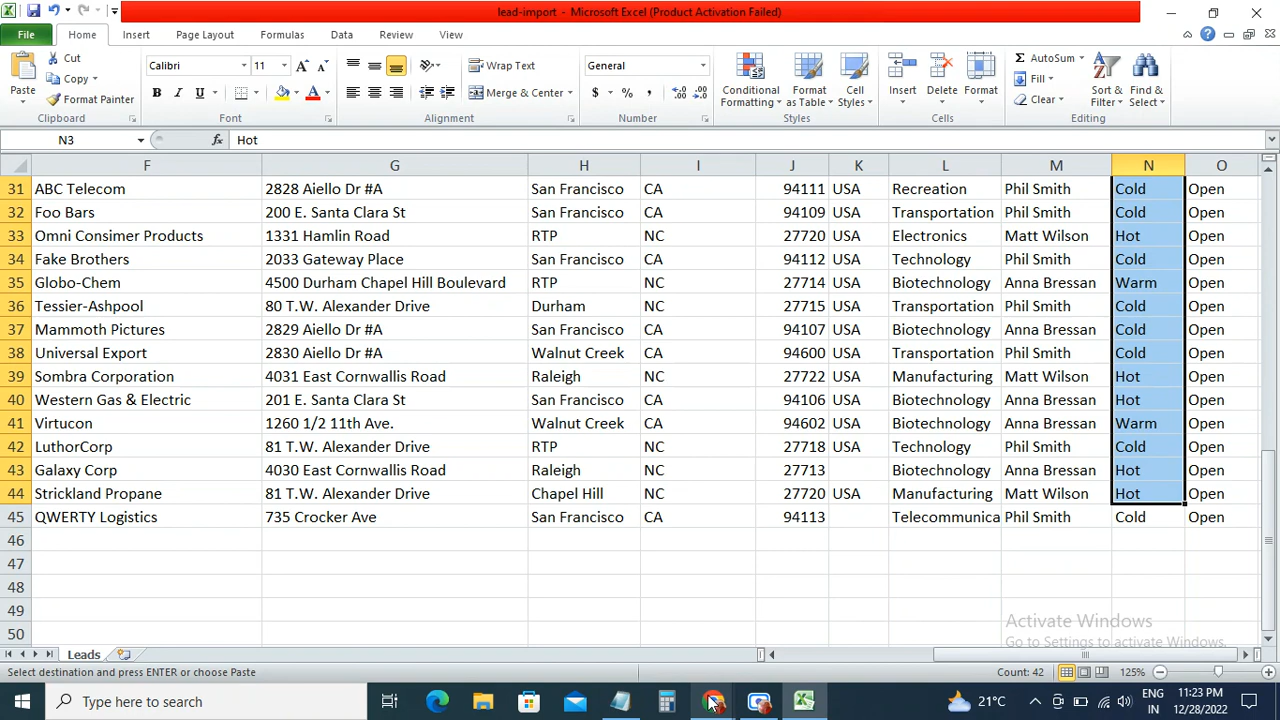 lead-import - Microsoft Excel (Product Activation Failed)
File Home Insert Page Layout Formulas Data Review View
Paste Cut Copy Format Painter Clipboard
Calibri 11 A A B I U A Font
Wrap Text Merge & Center Alignment
General $ % , Number
Conditional Formatting Format as Table Cell Styles Styles
Insert Delete Format Cells
Σ AutoSum Fill Clear Sort & Filter Find & Select Editing
N3 fx Hot
F G H I J K L M N O
31 ABC Telecom 2828 Aiello Dr #A San Francisco CA 94111 USA Recreation Phil Smith Cold Open
32 Foo Bars 200 E. Santa Clara St San Francisco CA 94109 USA Transportation Phil Smith Cold Open
33 Omni Consimer Products 1331 Hamlin Road RTP NC 27720 USA Electronics Matt Wilson Hot Open
34 Fake Brothers 2033 Gateway Place San Francisco CA 94112 USA Technology Phil Smith Cold Open
35 Globo-Chem 4500 Durham Chapel Hill Boulevard RTP NC 27714 USA Biotechnology Anna Bressan Warm Open
36 Tessier-Ashpool 80 T.W. Alexander Drive Durham NC 27715 USA Transportation Phil Smith Cold Open
37 Mammoth Pictures 2829 Aiello Dr #A San Francisco CA 94107 USA Biotechnology Anna Bressan Cold Open
38 Universal Export 2830 Aiello Dr #A Walnut Creek CA 94600 USA Transportation Phil Smith Cold Open
39 Sombra Corporation 4031 East Cornwallis Road Raleigh NC 27722 USA Manufacturing Matt Wilson Hot Open
40 Western Gas & Electric 201 E. Santa Clara St San Francisco CA 94106 USA Biotechnology Anna Bressan Hot Open
41 Virtucon 1260 1/2 11th Ave. Walnut Creek CA 94602 USA Biotechnology Anna Bressan Warm Open
42 LuthorCorp 81 T.W. Alexander Drive RTP NC 27718 USA Technology Phil Smith Cold Open
43 Galaxy Corp 4030 East Cornwallis Road Raleigh NC 27713 Biotechnology Anna Bressan Hot Open
44 Strickland Propane 81 T.W. Alexander Drive Chapel Hill NC 27720 USA Manufacturing Matt Wilson Hot Open
45 QWERTY Logistics 735 Crocker Ave San Francisco CA 94113 Telecommunica Phil Smith Cold Open
46
47
48
49
50
Activate Windows
Go to Settings to activate Windows.
Leads
Select destination and press ENTER or choose Paste Count: 42 125%
Type here to search 21°C ENG IN 11:23 PM 12/28/2022